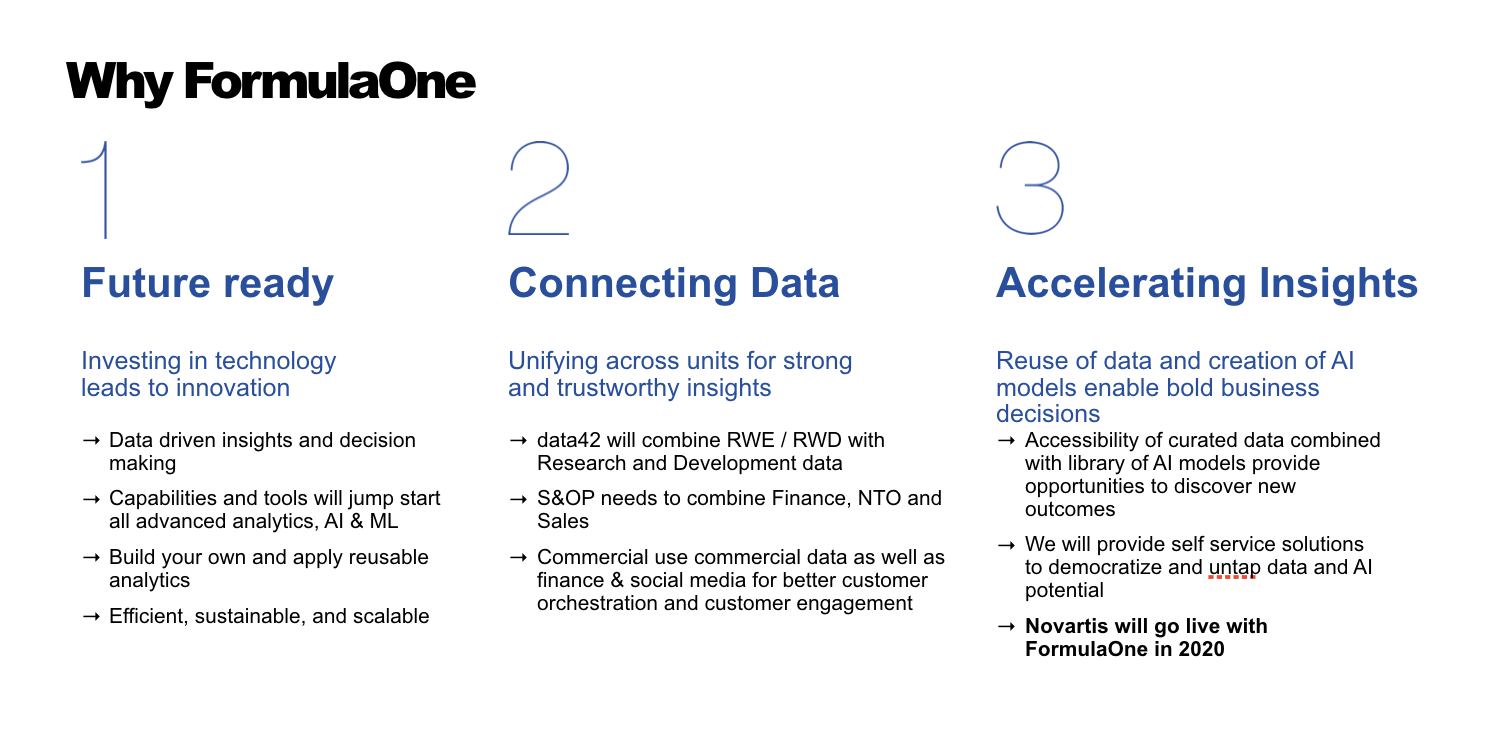 Why FormulaOne
1
Future ready
Investing in technology
leads to innovation
→ Data driven insights and decision
making
→ Capabilities and tools will jump start
all advanced analytics, AI & ML
→ Build your own and apply reusable
analytics
→ Efficient, sustainable, and scalable
2
Connecting Data
Unifying across units for strong
and trustworthy insights
→ data42 will combine RWE / RWD with
Research and Development data
→ S&OP needs to combine Finance, NTO and
Sales
→ Commercial use commercial data as well as
finance & social media for better customer
orchestration and customer engagement
3
Accelerating Insights
Reuse of data and creation of AI
models enable bold business
decisions
→ Accessibility of curated data combined
with library of AI models provide
opportunities to discover new
outcomes
→ We will provide self service solutions
to democratize and untap data and AI
potential
→ Novartis will go live with
FormulaOne in 2020